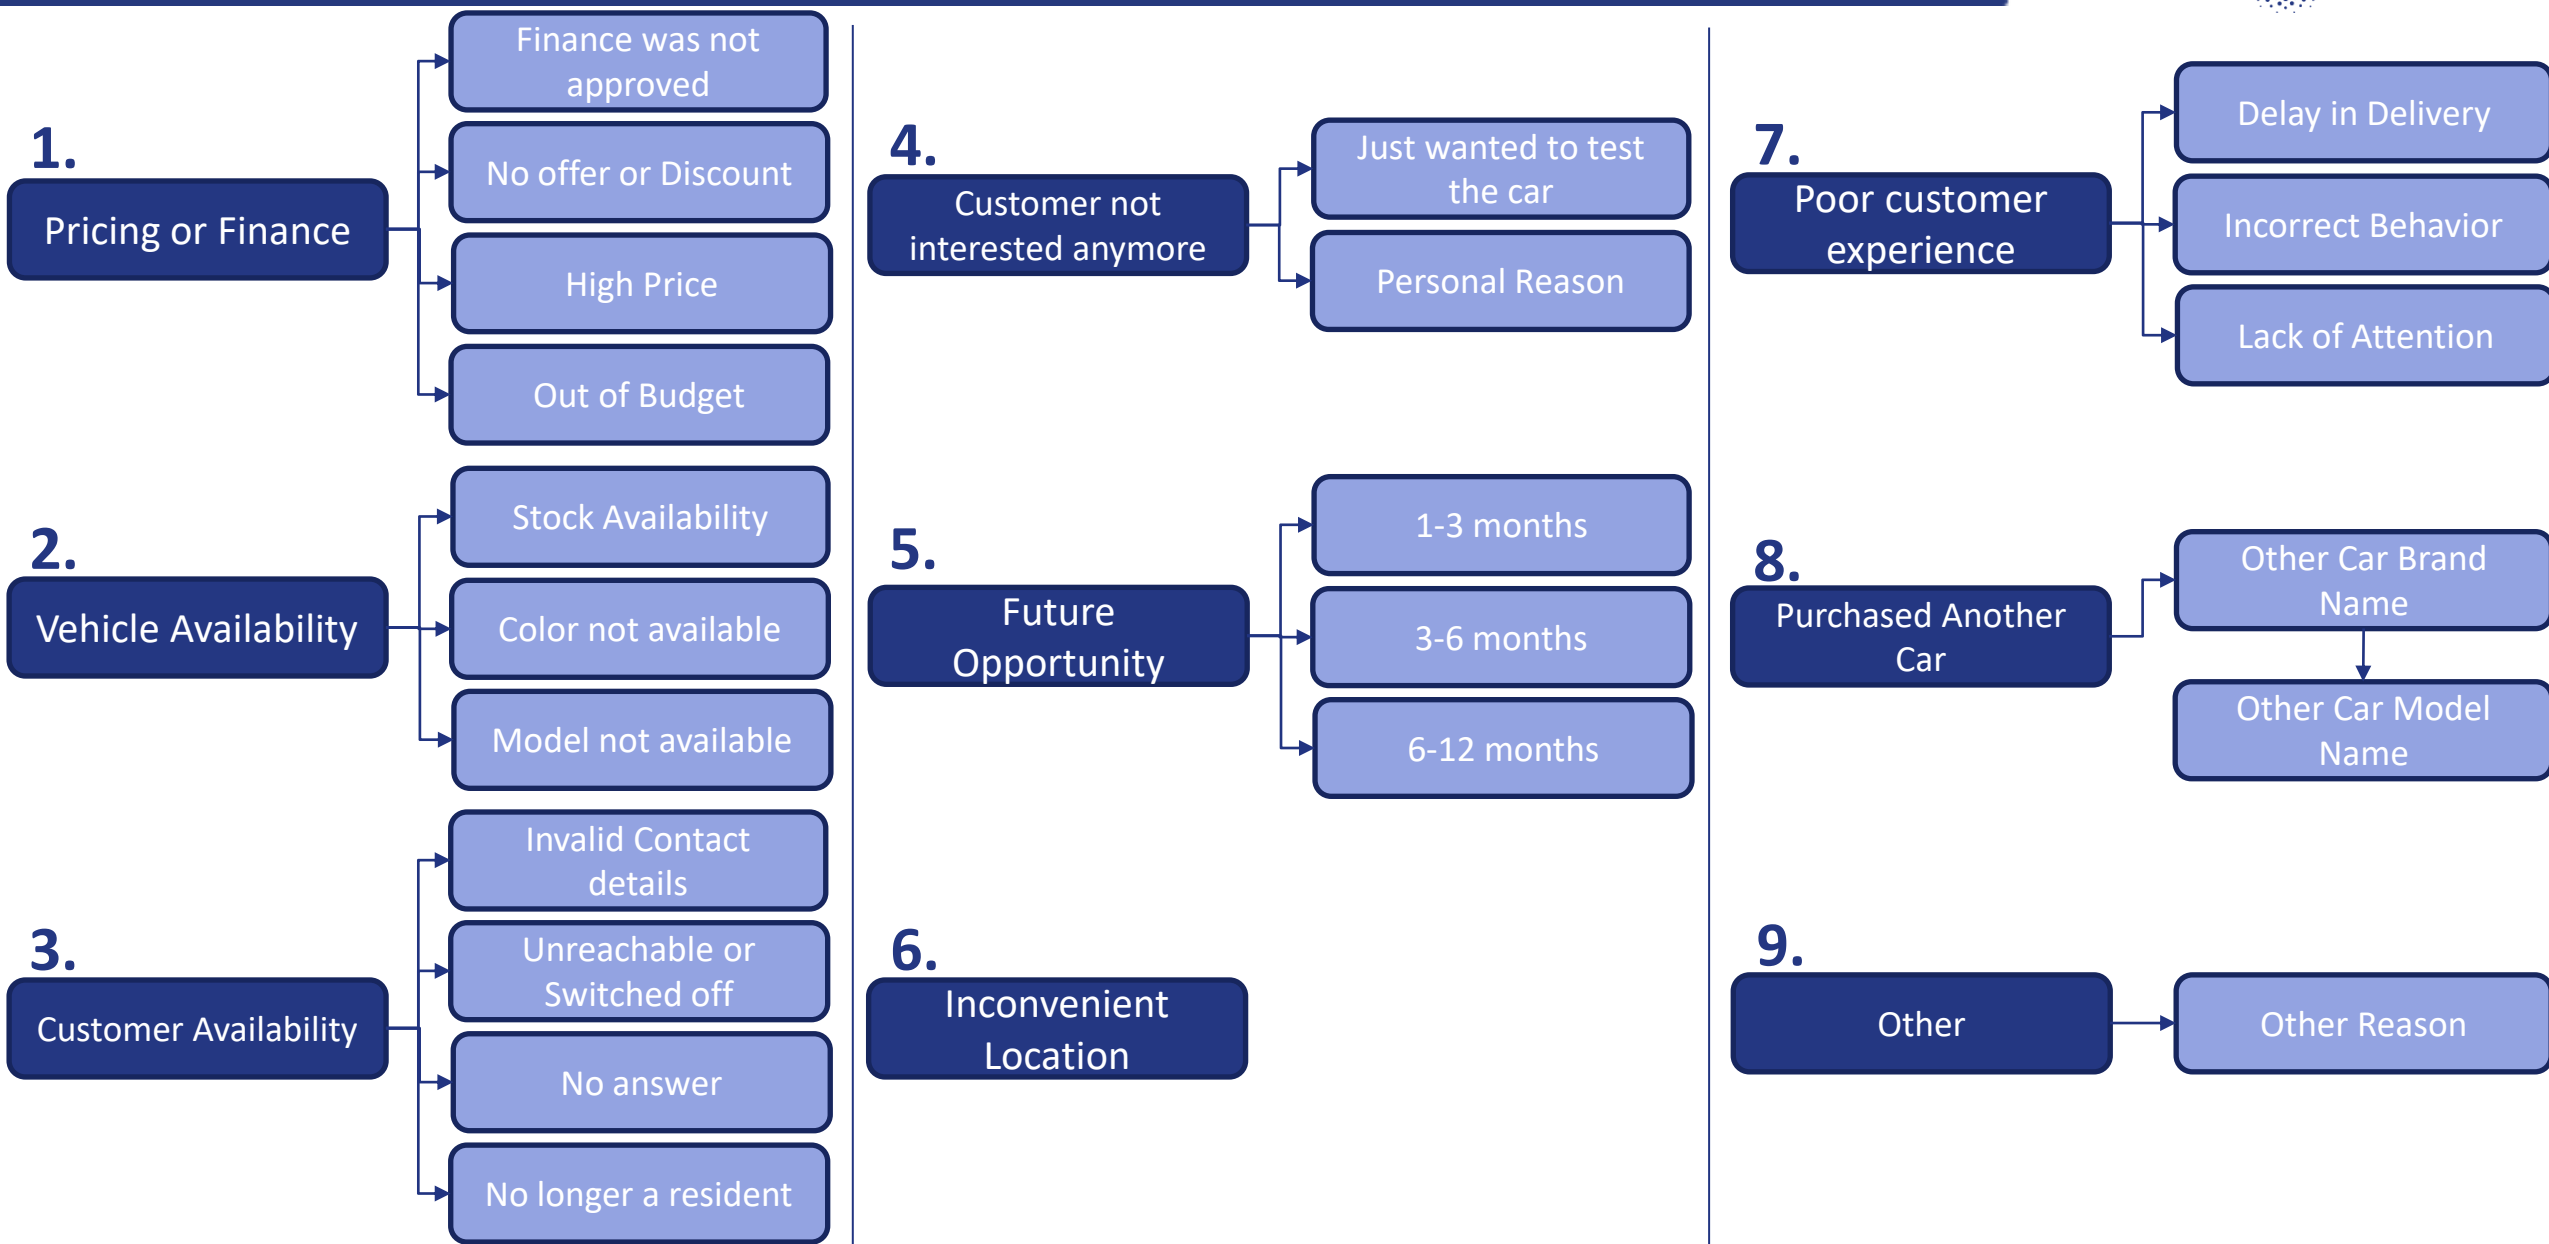 1.
Pricing or Finance
Finance was not
approved
No offer or Discount
High Price
Out of Budget
2.
Vehicle Availability
Stock Availability
Color not available
Model not available
3.
Customer Availability
Invalid Contact
details
Unreachable or
Switched off
No answer
No longer a resident
4.
Customer not
interested anymore
Just wanted to test
the car
Personal Reason
5.
Future
Opportunity
1-3 months
3-6 months
6-12 months
6.
Inconvenient
Location
7.
Poor customer
experience
Delay in Delivery
Incorrect Behavior
Lack of Attention
8.
Purchased Another
Car
Other Car Brand
Name
Other Car Model
Name
9.
Other
Other Reason